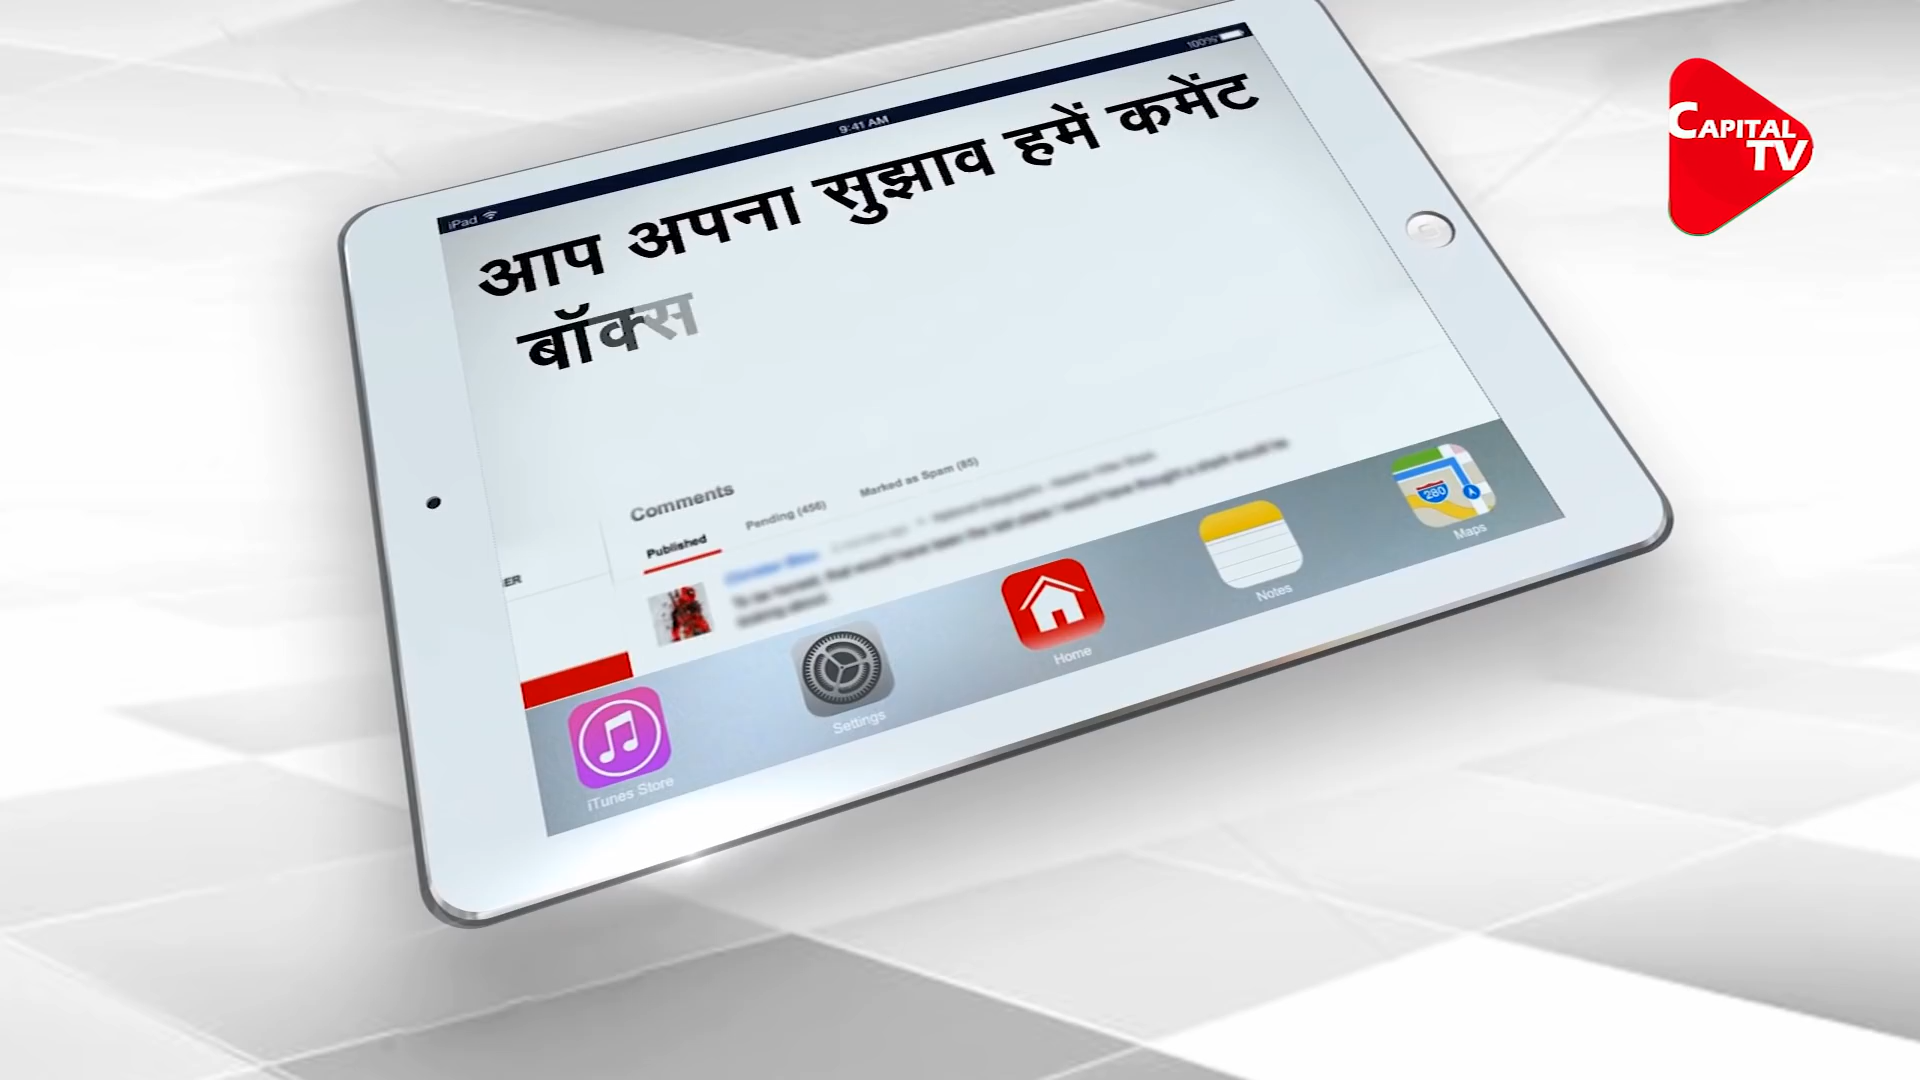 CAPITAL
TV
iPad
9:41 AM
100%
आप अपना सुझाव हमें कमेंट
बॉक्स
Comments
Published
Pending (456)
Marked as Spam (85)
ER
iTunes Store
Settings
Home
Notes
280
Maps